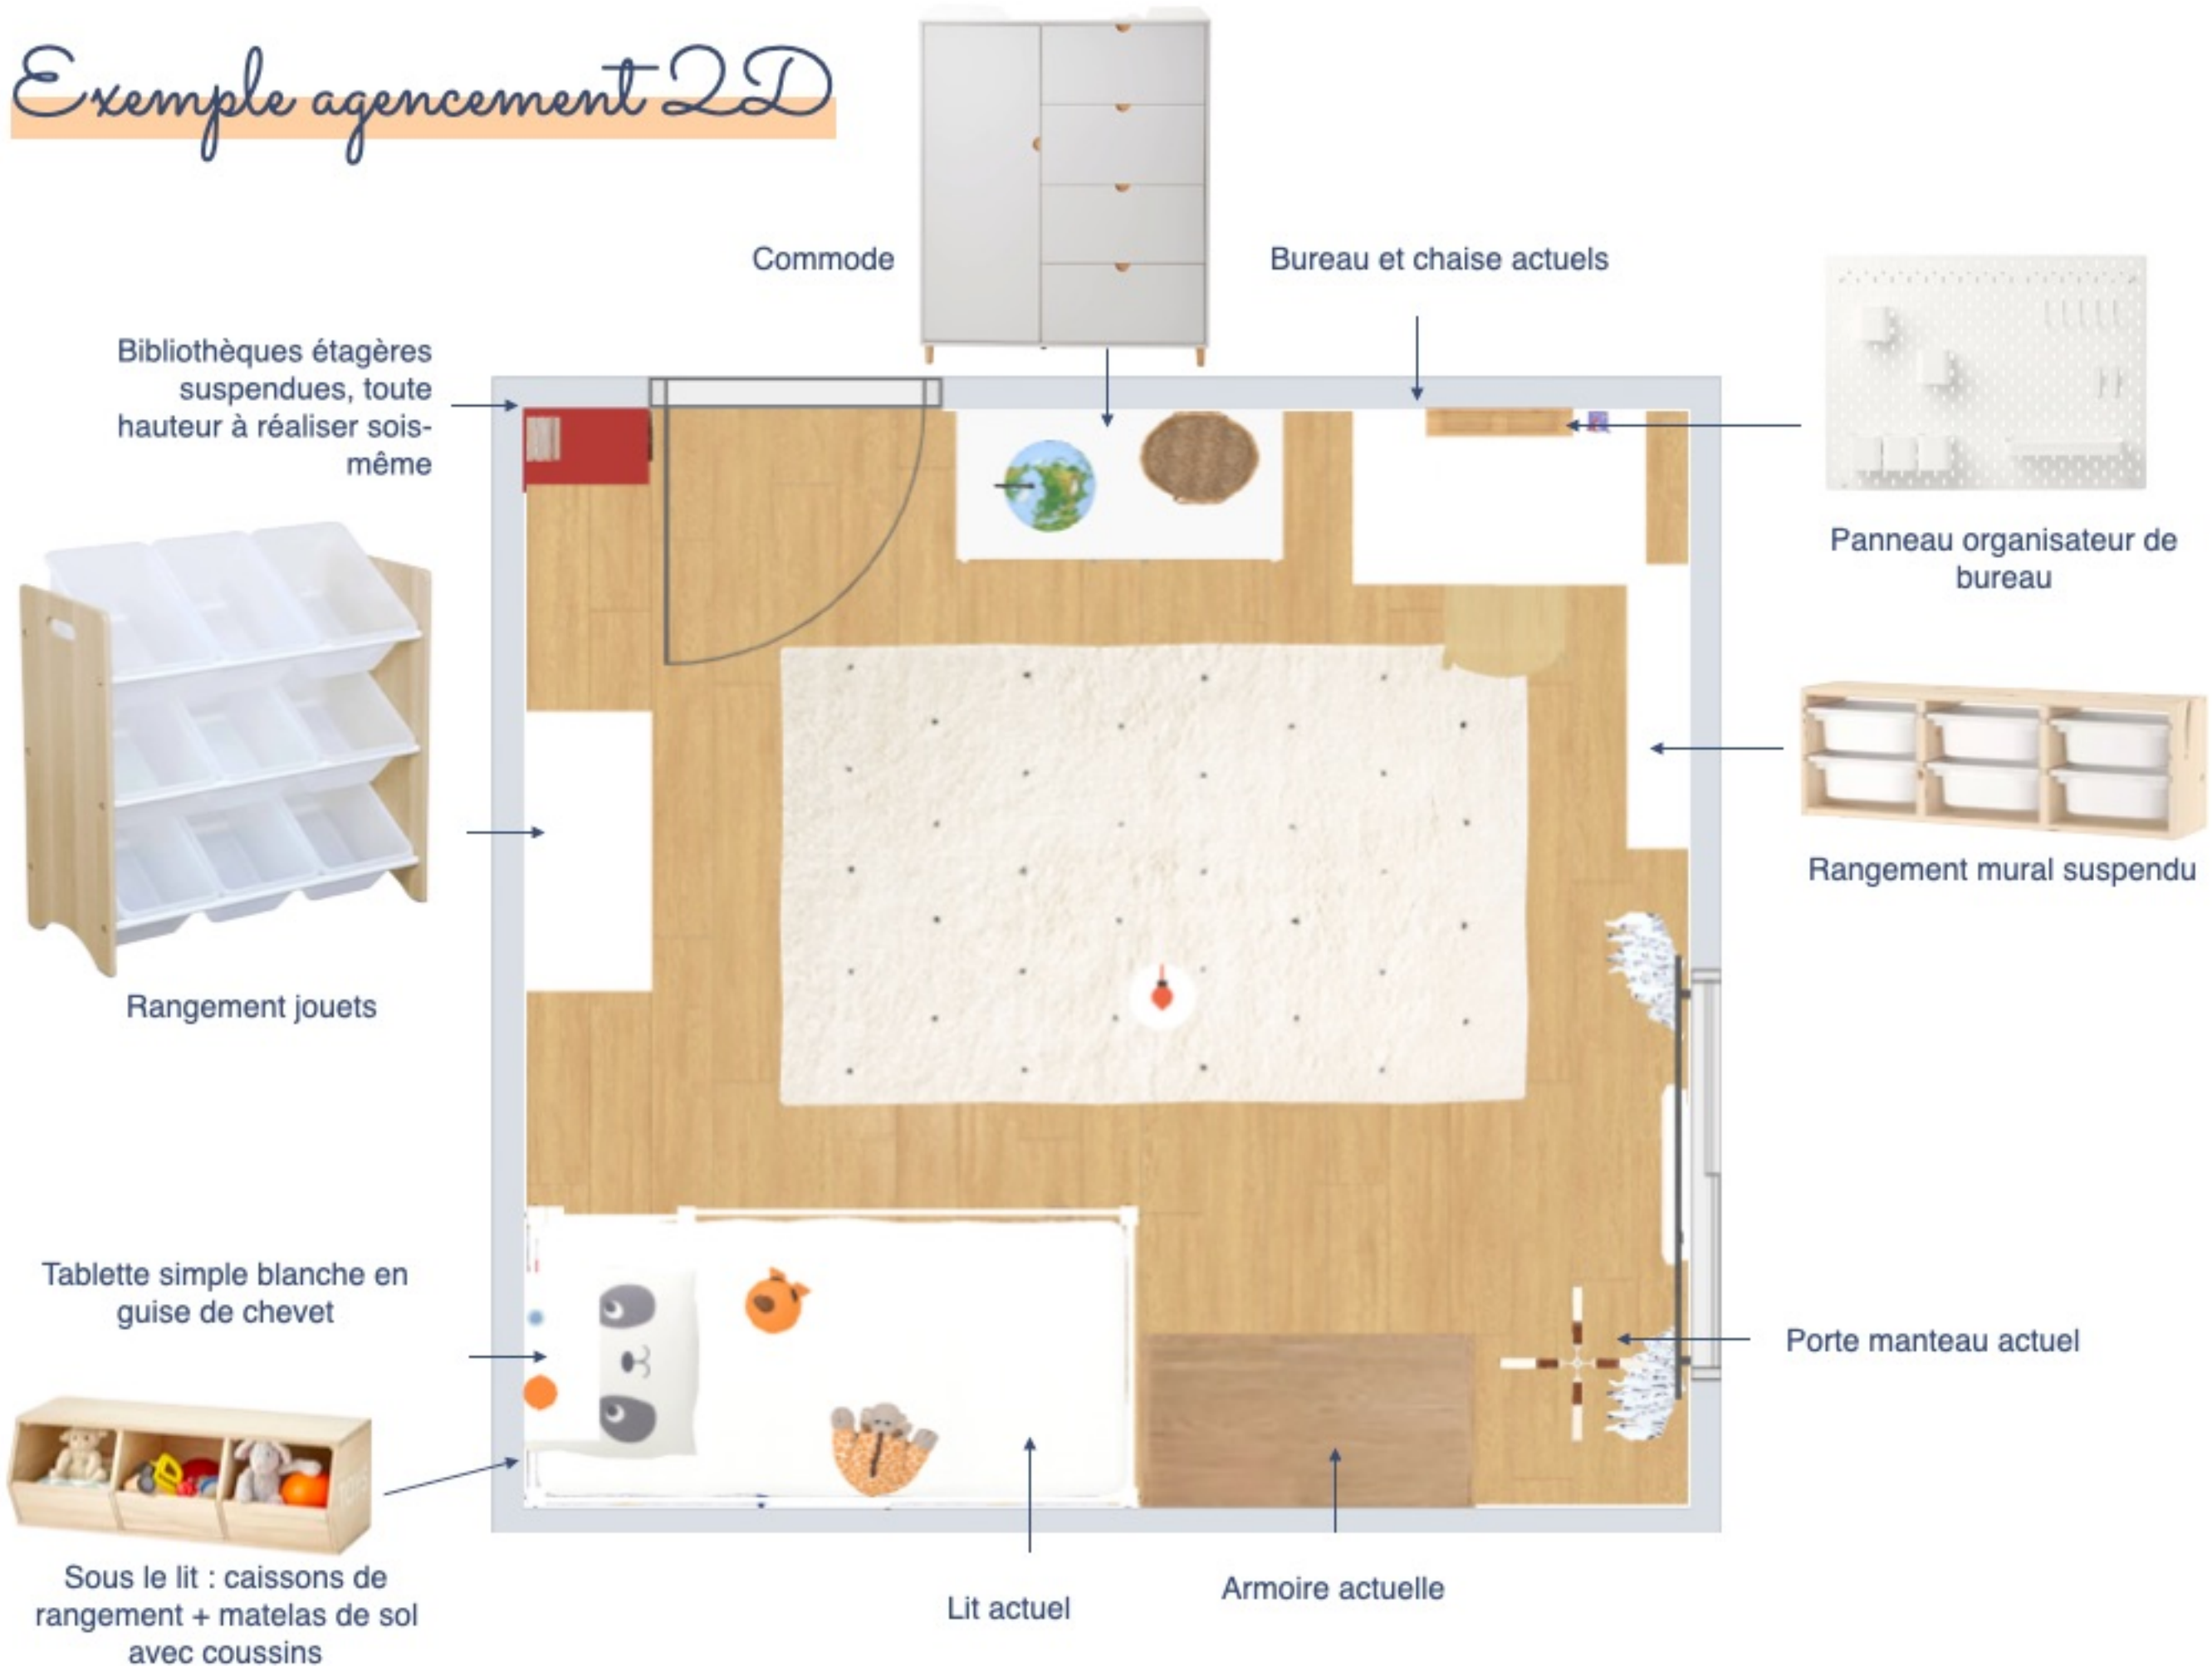 Exemple agencement 2D
Commode
Bureau et chaise actuels
Bibliothèques étagères
suspendues, toute
hauteur à réaliser sois-
même
Panneau organisateur de
bureau
Rangement mural suspendu
Rangement jouets
Tablette simple blanche en
guise de chevet
Porte manteau actuel
Sous le lit : caissons de
rangement + matelas de sol
avec coussins
Lit actuel
Armoire actuelle